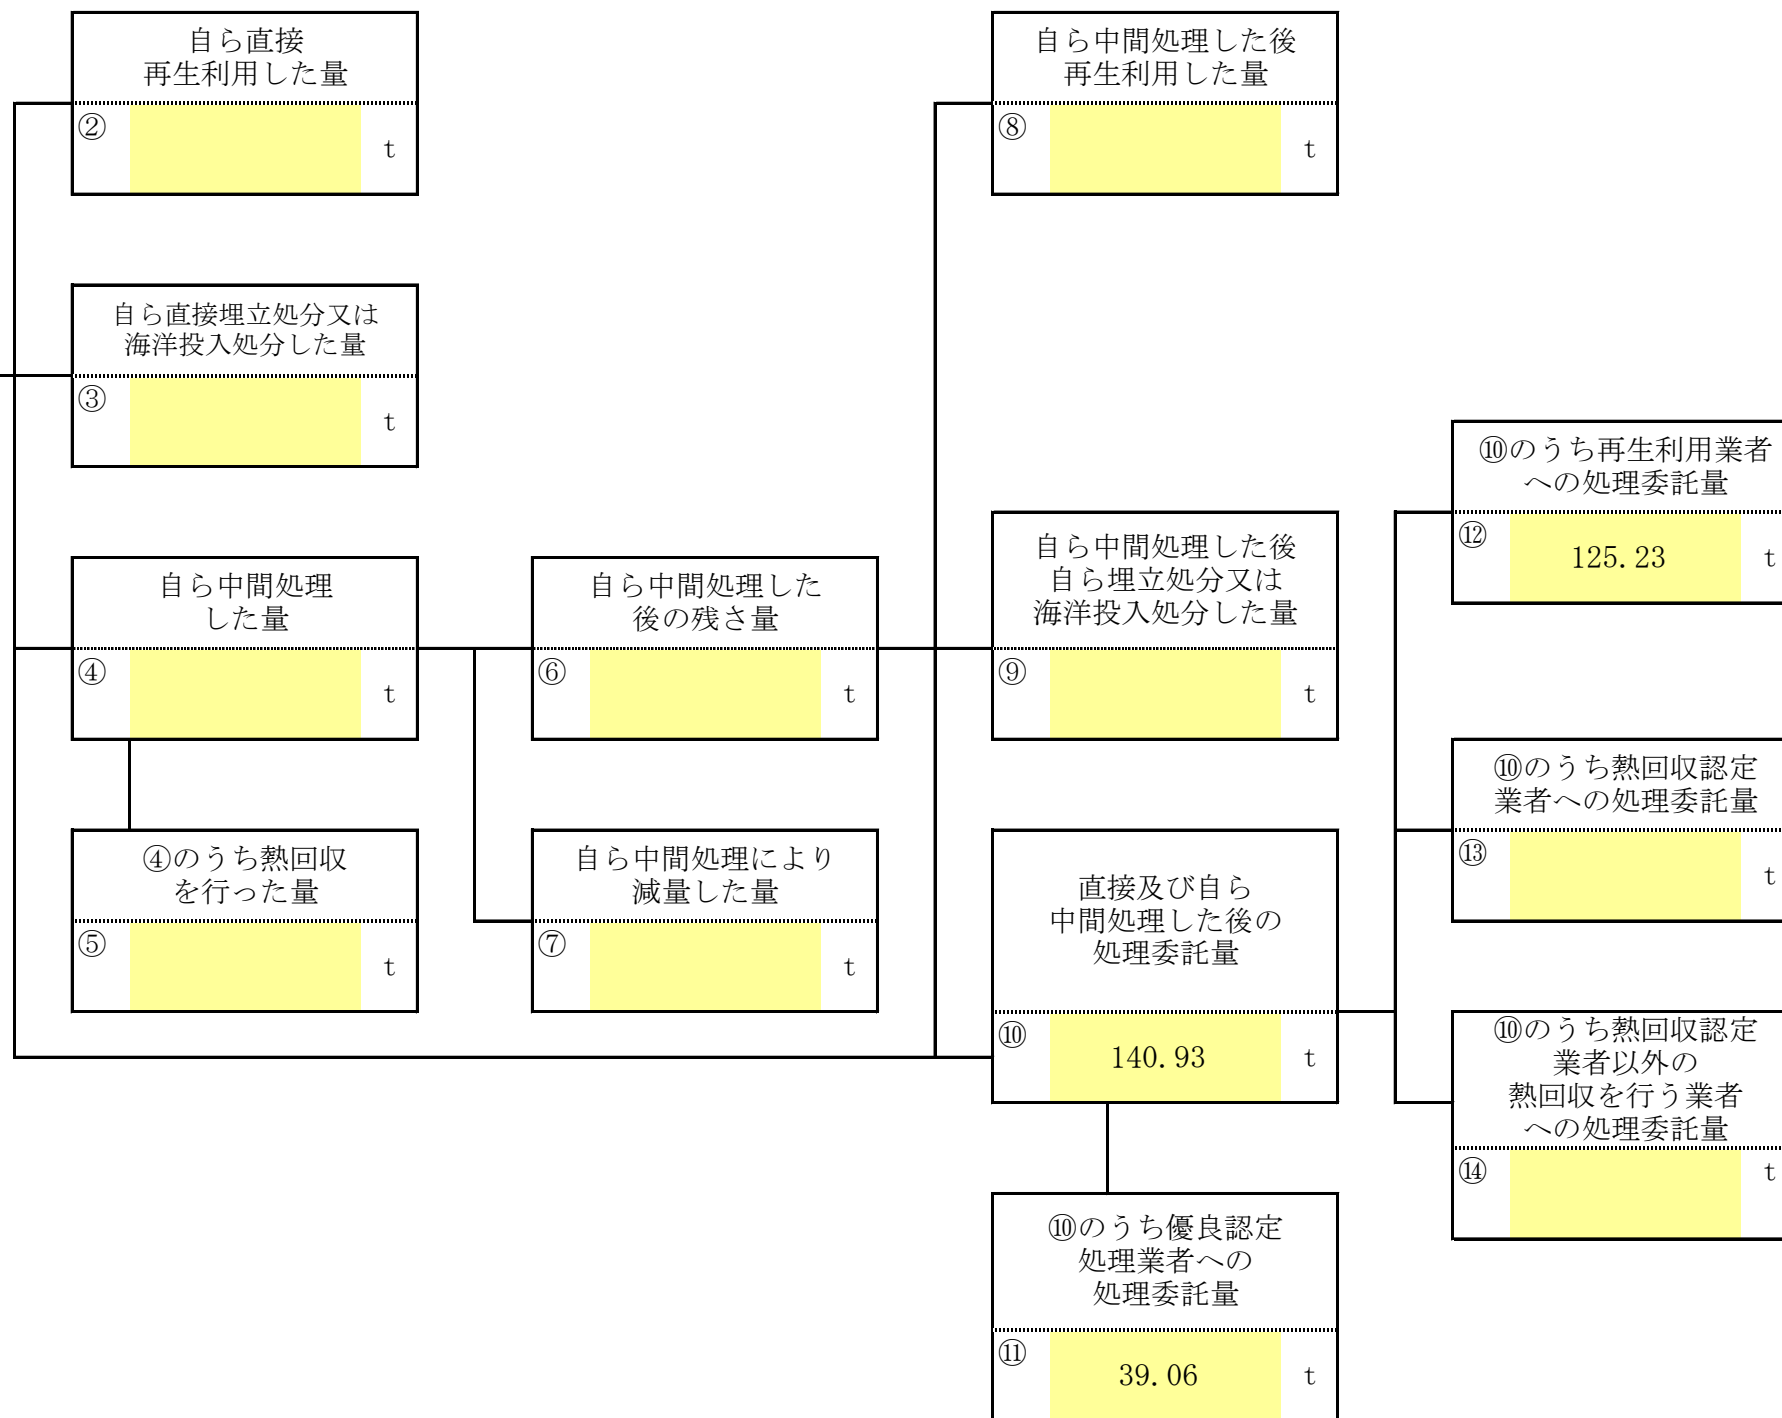 自ら直接
再生利用した量
② t
自ら直接埋立処分又は
海洋投入処分した量
③ t
自ら中間処理
した量
④ t
④のうち熱回収
を行った量
⑤ t
自ら中間処理した
後の残さ量
⑥ t
自ら中間処理により
減量した量
⑦ t
自ら中間処理した後
再生利用した量
⑧ t
自ら中間処理した後
自ら埋立処分又は
海洋投入処分した量
⑨ t
直接及び自ら
中間処理した後の
処理委託量
⑩ 140.93 t
⑩のうち優良認定
処理業者への
処理委託量
⑪ 39.06 t
⑩のうち再生利用業者
への処理委託量
⑫ 125.23 t
⑩のうち熱回収認定
業者への処理委託量
⑬ t
⑩のうち熱回収認定
業者以外の
熱回収を行う業者
への処理委託量
⑭ t